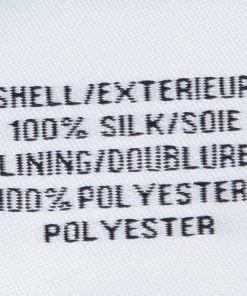 SHELL/EXTERIEUR
100% SILK/SOIE
LINING/DOUBLURE
100% POLYESTER
POLYESTER